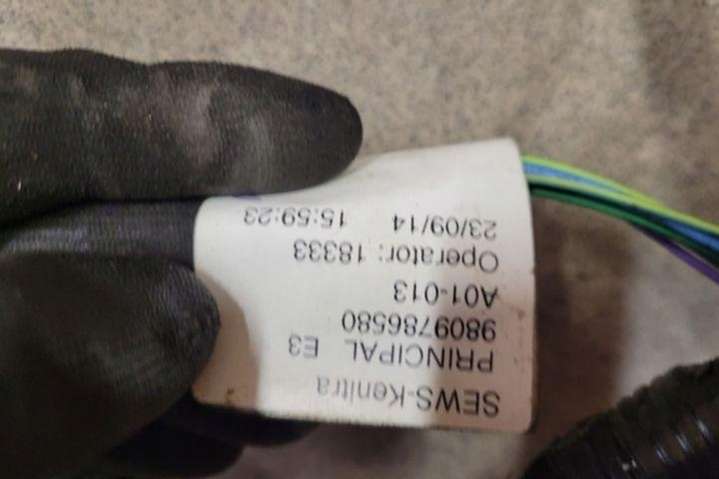 SEWS-Kenitra
PRINCIPAL E3
9809786580
A01-013
Operator: 18333
23/09/14 15:59:23